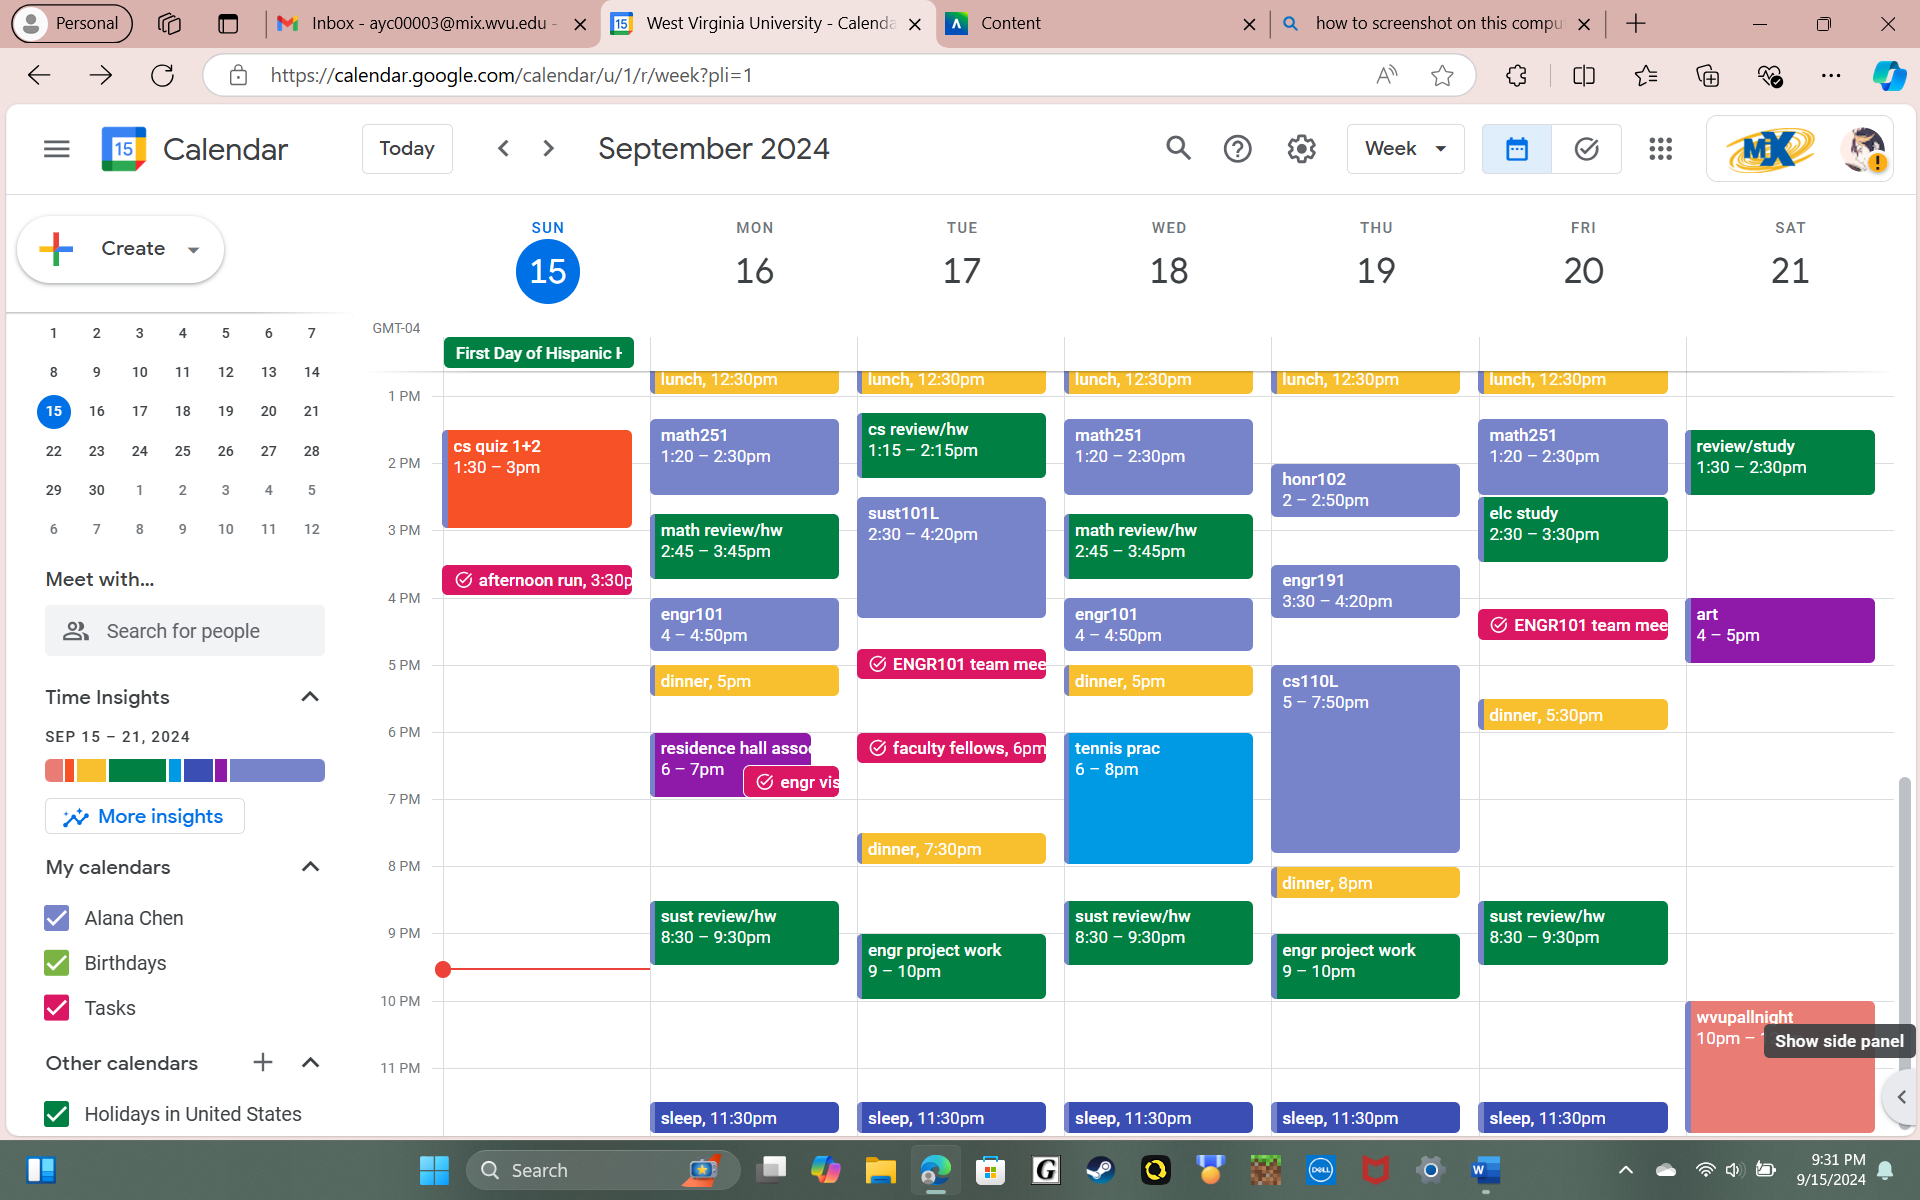 Personal
Inbox - ayc00003@mix.wvu.edu -
West Virginia University - Calenda
Content
how to screenshot on this compu
https://calendar.google.com/calendar/u/1/r/week?pli=1
15
Calendar
Today
September 2024
Week
MX
Create
SUN
15
MON
16
TUE
17
WED
18
THU
19
FRI
20
SAT
21
GMT-04
First Day of Hispanic H
1 2 3 4 5 6 7
8 9 10 11 12 13 14
15 16 17 18 19 20 21
22 23 24 25 26 27 28
29 30 1 2 3 4 5
6 7 8 9 10 11 12
Meet with...
Search for people
Time Insights
SEP 15 – 21, 2024
More insights
My calendars
Alana Chen
Birthdays
Tasks
Other calendars
Holidays in United States
1 PM
2 PM
3 PM
4 PM
5 PM
6 PM
7 PM
8 PM
9 PM
10 PM
11 PM
cs quiz 1+2
1:30 – 3pm
afternoon run, 3:30p
lunch, 12:30pm
math251
1:20 – 2:30pm
math review/hw
2:45 – 3:45pm
engr101
4 – 4:50pm
dinner, 5pm
residence hall asso
6 – 7pm
engr vis
sust review/hw
8:30 – 9:30pm
sleep, 11:30pm
lunch, 12:30pm
cs review/hw
1:15 – 2:15pm
sust101L
2:30 – 4:20pm
ENGR101 team mee
faculty fellows, 6pm
dinner, 7:30pm
engr project work
9 – 10pm
sleep, 11:30pm
lunch, 12:30pm
math251
1:20 – 2:30pm
math review/hw
2:45 – 3:45pm
engr101
4 – 4:50pm
dinner, 5pm
tennis prac
6 – 8pm
sust review/hw
8:30 – 9:30pm
sleep, 11:30pm
lunch, 12:30pm
honr102
2 – 2:50pm
engr191
3:30 – 4:20pm
cs110L
5 – 7:50pm
dinner, 8pm
engr project work
9 – 10pm
sleep, 11:30pm
lunch, 12:30pm
math251
1:20 – 2:30pm
elc study
2:30 – 3:30pm
ENGR101 team mee
dinner, 5:30pm
sust review/hw
8:30 – 9:30pm
sleep, 11:30pm
review/study
1:30 – 2:30pm
art
4 – 5pm
wvupallnight
10pm –
Show side panel
Search
DELL
9:31 PM
9/15/2024